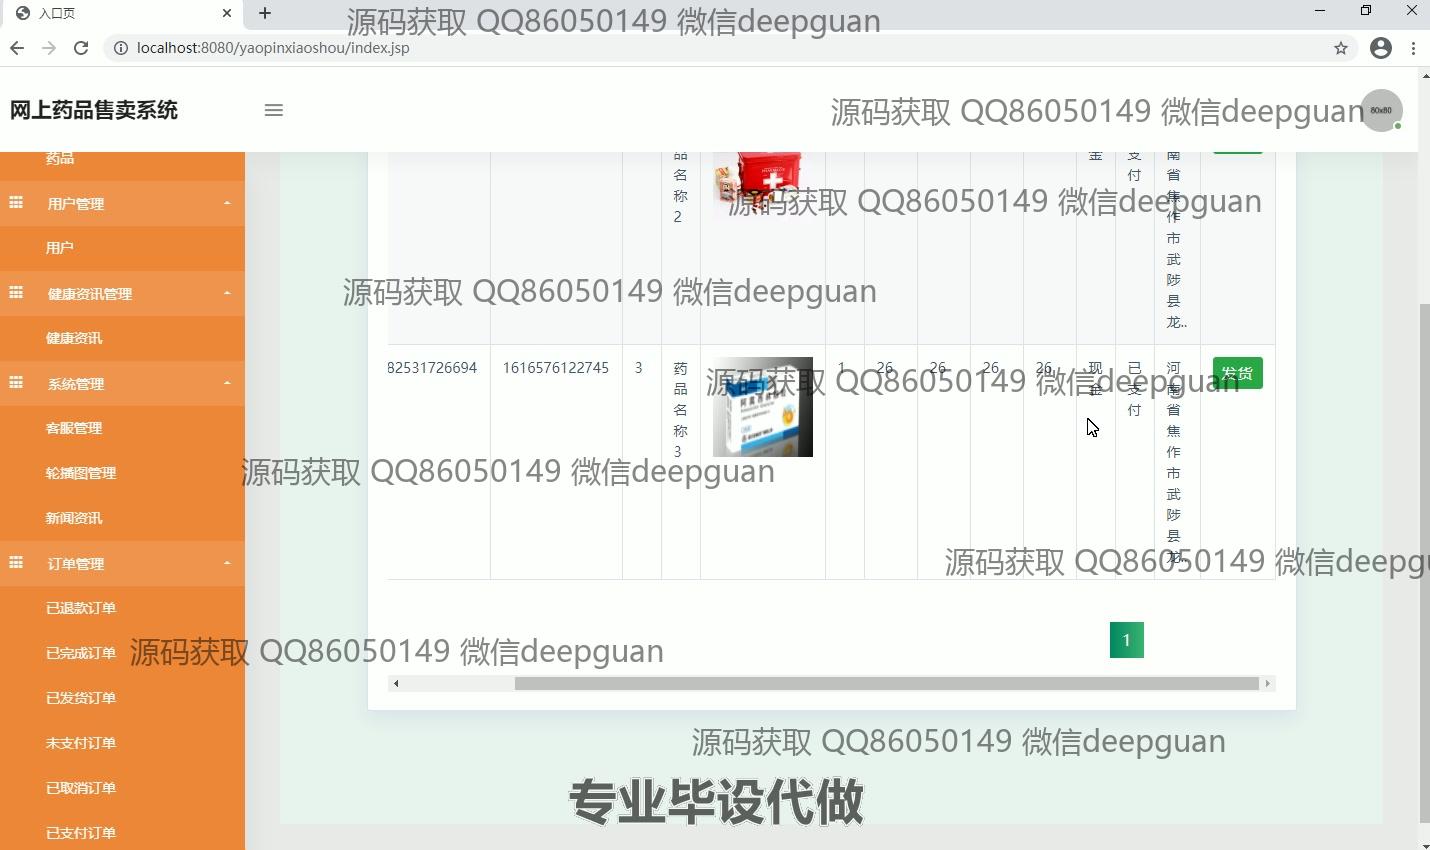 入口页
源码获取 QQ86050149 微信deepguan
localhost:8080/yaopinxiaoshou/index.jsp
网上药品售卖系统
源码获取 QQ86050149 微信deepguan
80x80
药品
品名称2
金
支付
南省焦作市武陟县龙..
源码获取 QQ86050149 微信deepguan
用户管理
用户
健康资讯管理
源码获取 QQ86050149 微信deepguan
健康资讯
82531726694 1616576122745 3 药品名称3 1 26 26 26 26 现金 已支付 河南省焦作市武陟县龙.. 发货
源码获取 QQ86050149 微信deepguan
系统管理
客服管理
轮播图管理
源码获取 QQ86050149 微信deepguan
新闻资讯
订单管理
源码获取 QQ86050149 微信deepgu
已退款订单
已完成订单
源码获取 QQ86050149 微信deepguan
1
已发货订单
未支付订单
源码获取 QQ86050149 微信deepguan
已取消订单
专业毕设代做
已支付订单